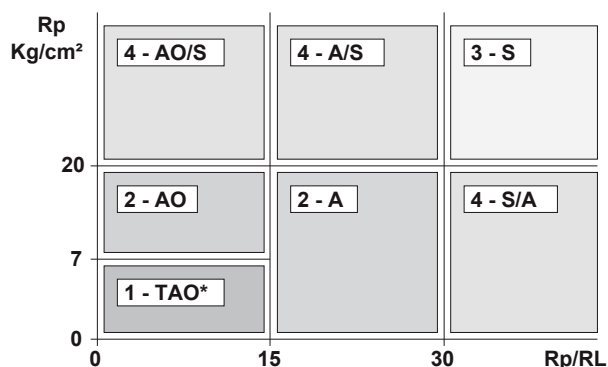 Rp
Kg/cm²
4 - AO/S
4 - A/S
3 - S
20
2 - AO
2 - A
4 - S/A
7
1 - TAO*
0
0
15
30
Rp/RL